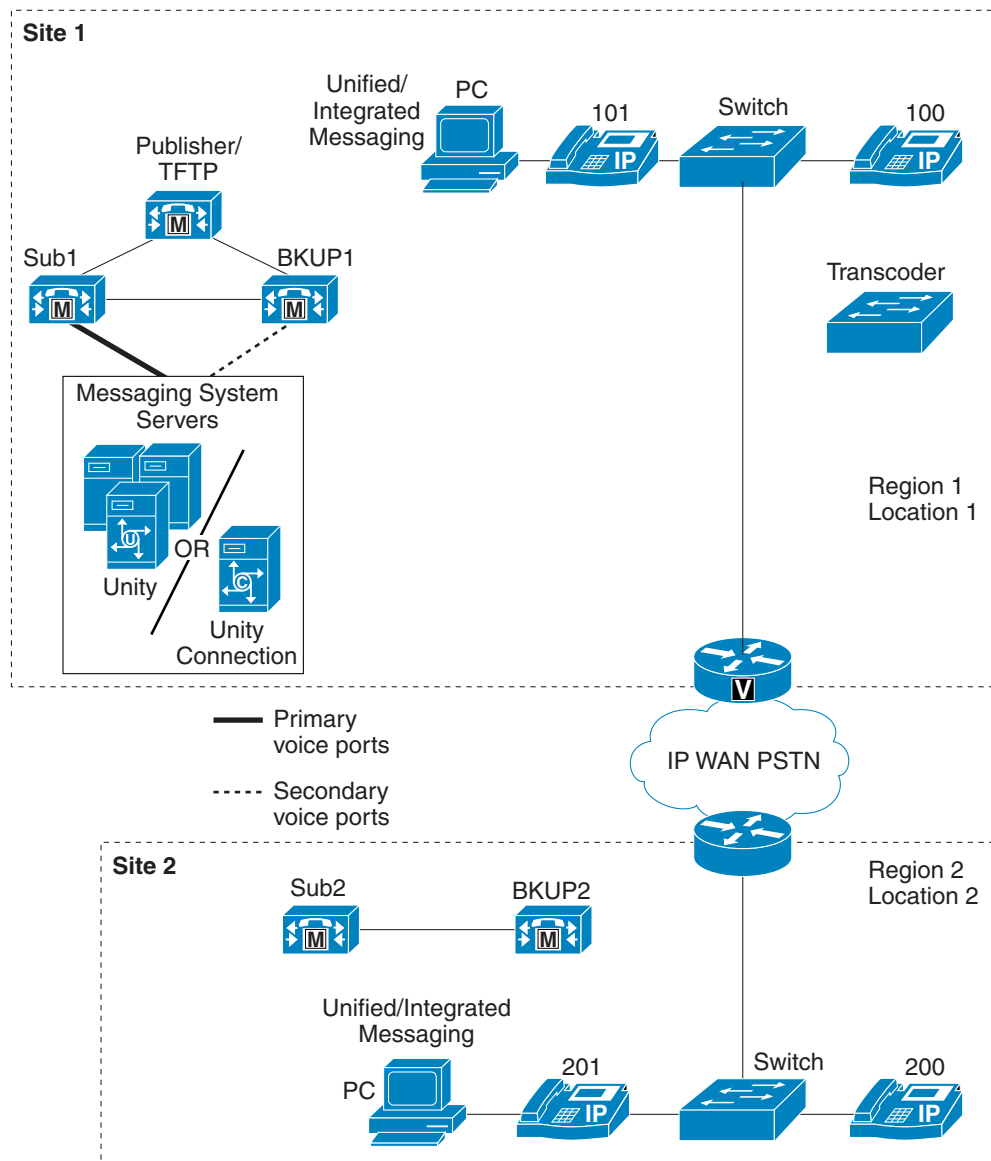 Site 1
Unified/
Integrated
Messaging
PC
101
Switch
100
IP
IP
Publisher/
TFTP
M
Sub1
BKUP1
M
M
Transcoder
Messaging System
Servers
U
OR
Unity
C
Unity
Connection
Region 1
Location 1
V
Primary
voice ports
IP WAN PSTN
Secondary
voice ports
Site 2
Region 2
Location 2
Sub2
BKUP2
M
M
Unified/Integrated
Messaging
PC
201
Switch
200
IP
IP